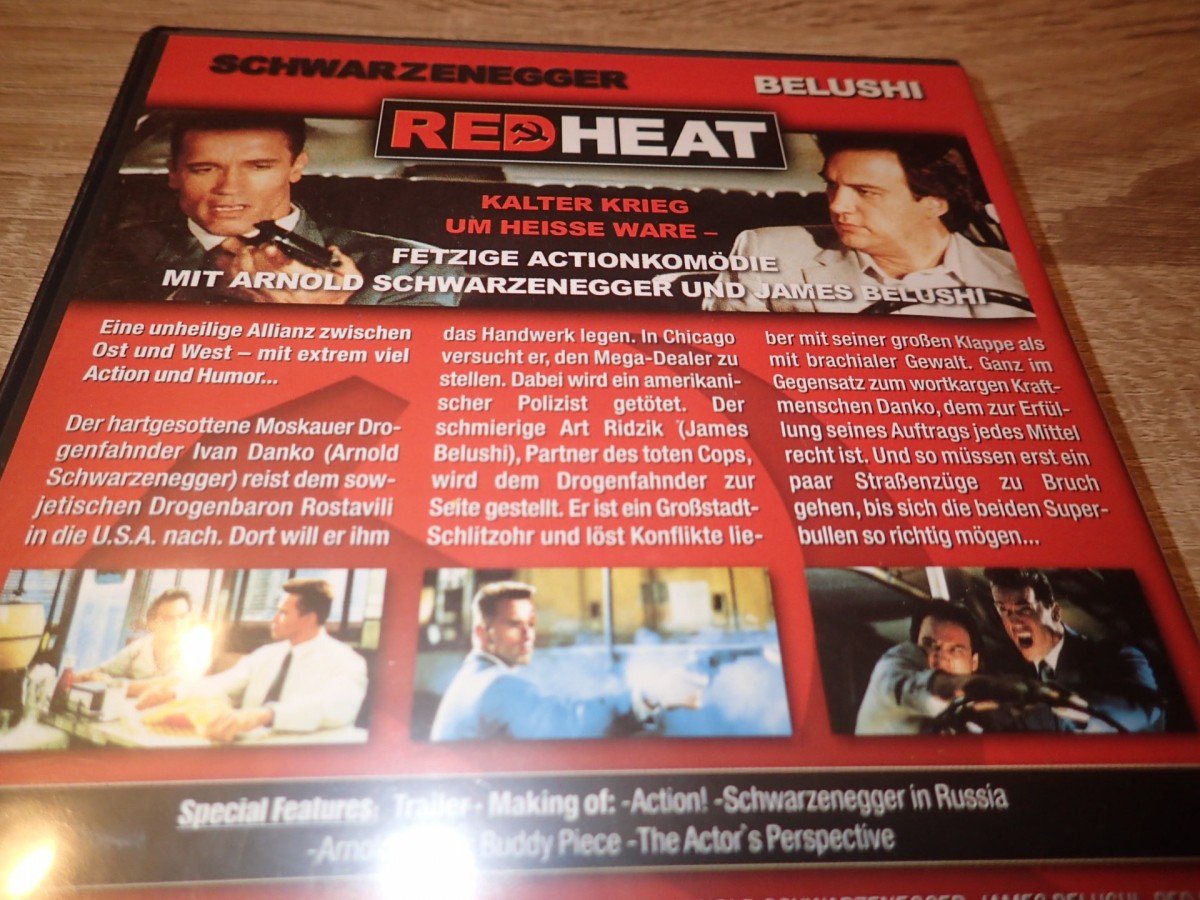 SCHWARZENEGGER
BELUSHI
REDHEAT
KALTER KRIEG
UM HEISSE WARE –
FETZIGE ACTIONKOMÖDIE
MIT ARNOLD SCHWARZENEGGER UND JAMES BELUSHI
Eine unheilige Allianz zwischen
Ost und West – mit extrem viel
Action und Humor...
Der hartgesottene Moskauer Dro-
genfahnder Ivan Danko (Arnold
Schwarzenegger) reist dem sow-
jetischen Drogenbaron Rostavili
in die U.S.A. nach. Dort will er ihm
das Handwerk legen. In Chicago
versucht er, den Mega-Dealer zu
stellen. Dabei wird ein amerikani-
scher Polizist getötet. Der
schmierige Art Ridzik (James
Belushi), Partner des toten Cops,
wird dem Drogenfahnder zur
Seite gestellt. Er ist ein Großstadt-
Schlitzohr und löst Konflikte lie-
ber mit seiner großen Klappe als
mit brachialer Gewalt. Ganz im
Gegensatz zum wortkargen Kraft-
menschen Danko, dem zur Erfül-
lung seines Auftrags jedes Mittel
recht ist. Und so müssen erst ein
paar Straßenzüge zu Bruch
gehen, bis sich die beiden Super-
bullen so richtig mögen...
Special Features: Trailer - Making of: -Action! -Schwarzenegger in Russia
Buddy Piece -The Actor's Perspective
SCHWARZENEGGER, JAMES BELUSHI,